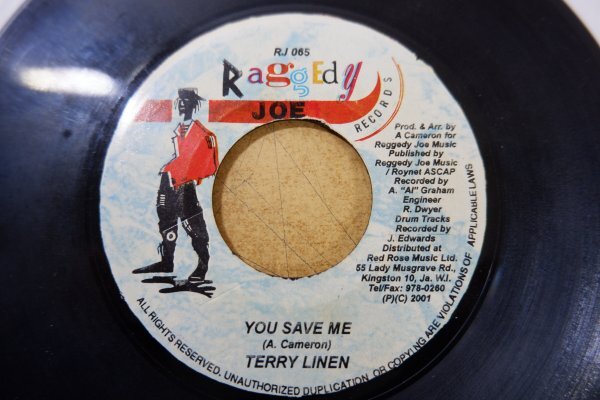 RJ 065
RaggEdy
JOE
RECORDS
Prod. & Arr. by
A Cameron for
Reggedy Joe Music
Published by
Reggedy Joe Music
/ Roynet ASCAP
Recorded by
A. "Al" Graham
Engineer
R. Dwyer
Drum Tracks
Recorded by
J. Edwards
Distributed at
Red Rose Music Ltd.
55 Lady Musgrave Rd.,
Kingston 10, Ja. W.I.
Tel/Fax: 978-0260
(P)(C) 2001
YOU SAVE ME
(A. Cameron)
TERRY LINEN
ALL RIGHTS RESERVED. UNAUTHORIZED DUPLICATION OR COPYING ARE VIOLATIONS OF APPLICABLE LAWS